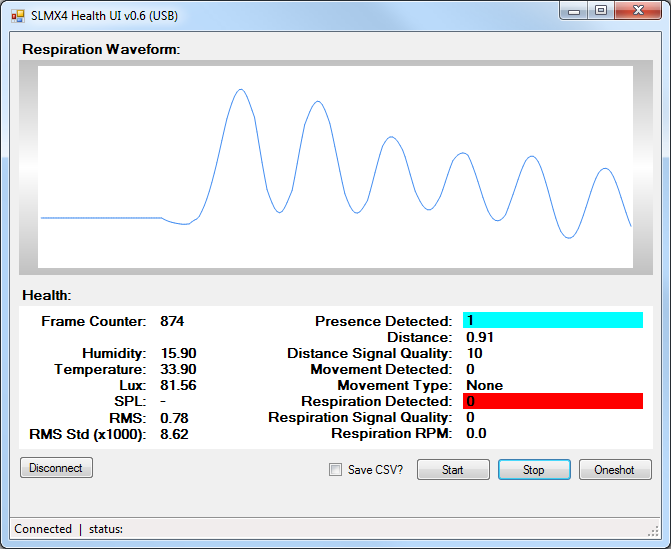 SLMX4 Health UI v0.6 (USB)
Respiration Waveform:
Health:
Frame Counter: 874
Humidity: 15.90
Temperature: 33.90
Lux: 81.56
SPL: -
RMS: 0.78
RMS Std (x1000): 8.62
Presence Detected: 1
Distance: 0.91
Distance Signal Quality: 10
Movement Detected: 0
Movement Type: None
Respiration Detected: 0
Respiration Signal Quality: 0
Respiration RPM: 0.0
Disconnect Save CSV? Start Stop Oneshot
Connected | status: